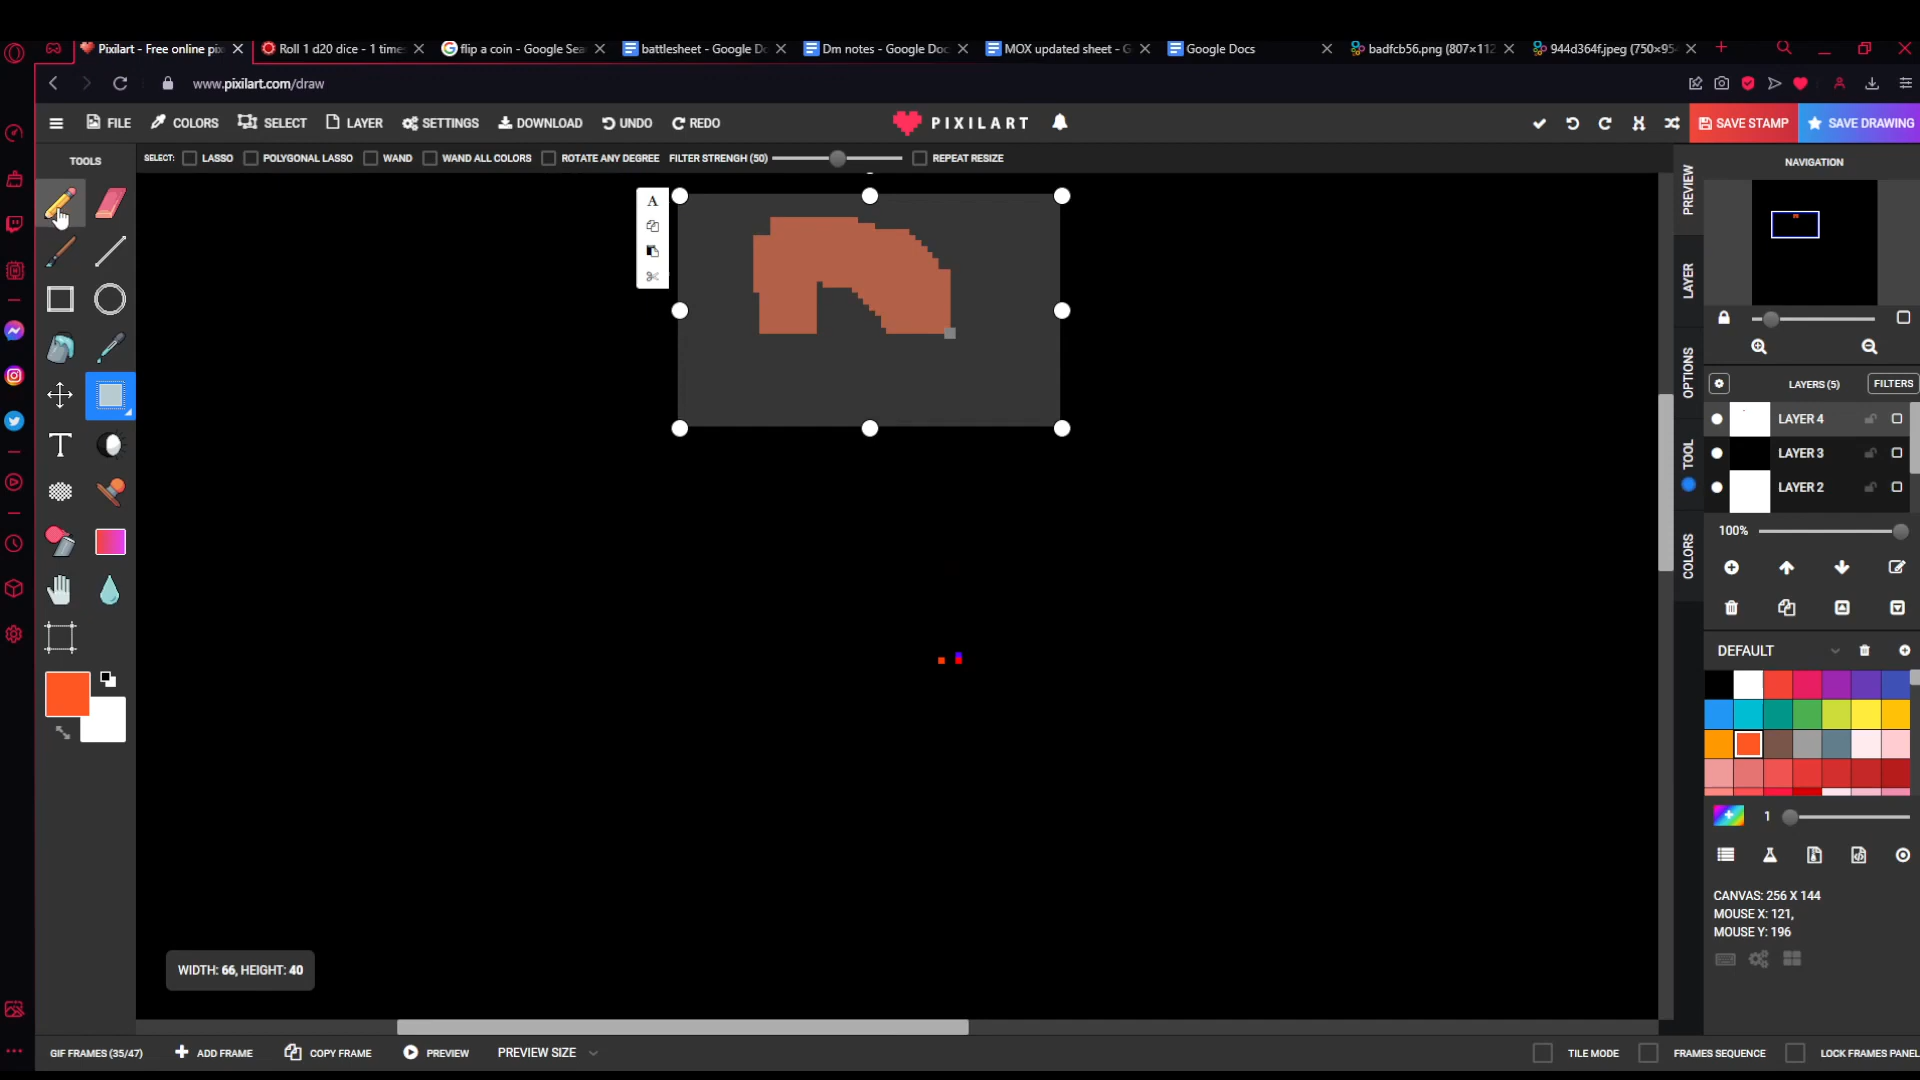 Pixilart - Free online pix
Roll 1 d20 dice - 1 times
flip a coin - Google Sea
battlesheet - Google Do
Dm notes - Google Doc
MOX updated sheet - G
Google Docs
badfcb56.png (807×112
944d364f.jpeg (750×95
www.pixilart.com/draw
FILE
COLORS
SELECT
LAYER
SETTINGS
DOWNLOAD
UNDO
REDO
PIXILART
SAVE STAMP
SAVE DRAWING
TOOLS
SELECT:
LASSO
POLYGONAL LASSO
WAND
WAND ALL COLORS
ROTATE ANY DEGREE
FILTER STRENGH (50)
REPEAT RESIZE
NAVIGATION
PREVIEW
LAYER
OPTIONS
TOOL
COLORS
A
LAYERS (5)
FILTERS
LAYER 4
LAYER 3
LAYER 2
100%
DEFAULT
1
CANVAS: 256 X 144
MOUSE X: 121,
MOUSE Y: 196
WIDTH: 66, HEIGHT: 40
GIF FRAMES (35/47)
ADD FRAME
COPY FRAME
PREVIEW
PREVIEW SIZE
TILE MODE
FRAMES SEQUENCE
LOCK FRAMES PANEL